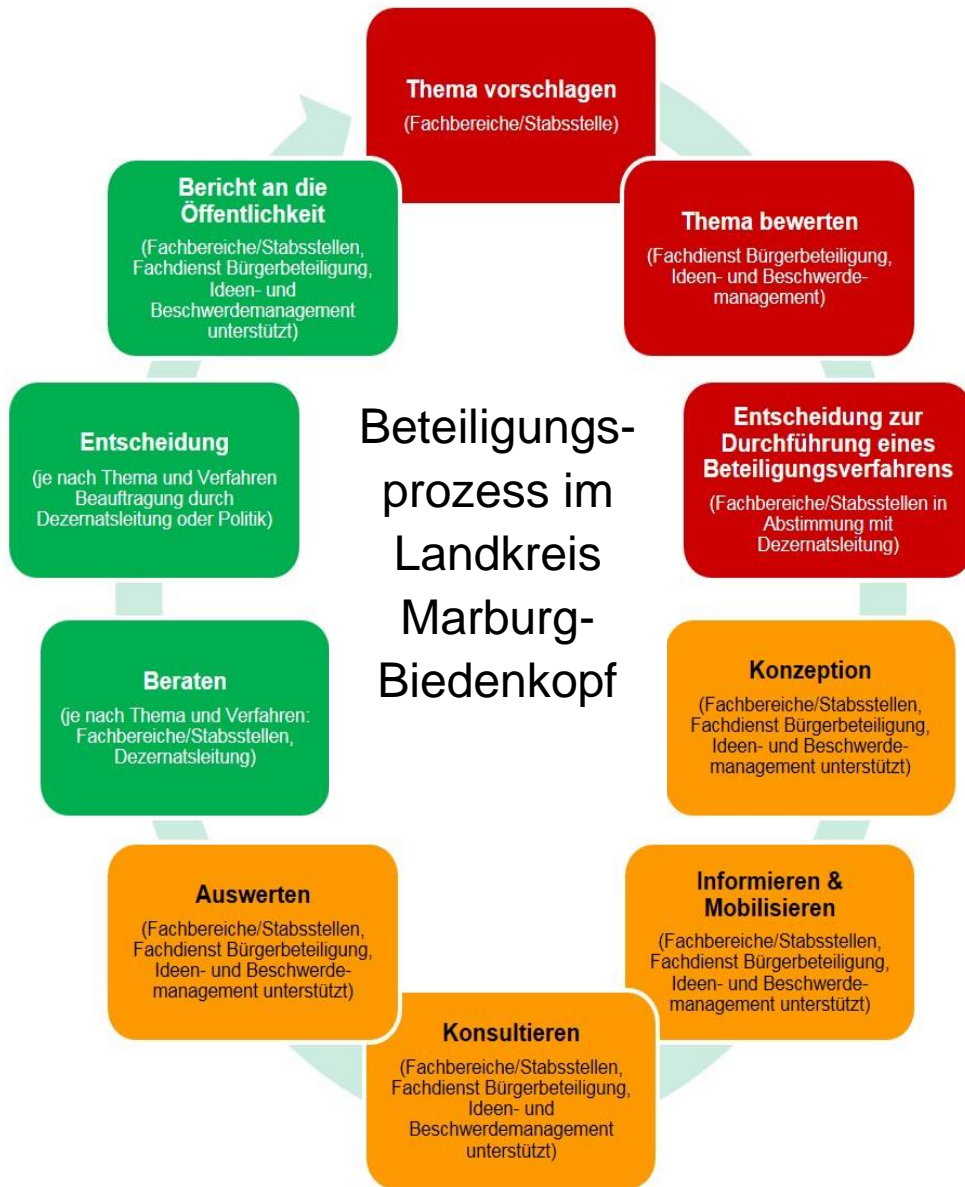 Thema vorschlagen
(Fachbereiche/Stabsstelle)
Thema bewerten
(Fachdienst Bürgerbeteiligung,
Ideen- und Beschwerde-
management)
Entscheidung zur
Durchführung eines
Beteiligungsverfahrens
(Fachbereiche/Stabsstellen in
Abstimmung mit
Dezernatsleitung)
Konzeption
(Fachbereiche/Stabsstellen,
Fachdienst Bürgerbeteiligung,
Ideen- und Beschwerde-
management unterstützt)
Informieren &
Mobilisieren
(Fachbereiche/Stabsstellen,
Fachdienst Bürgerbeteiligung,
Ideen- und Beschwerde-
management unterstützt)
Konsultieren
(Fachbereiche/Stabsstellen,
Fachdienst Bürgerbeteiligung,
Ideen- und
Beschwerdemanagement
unterstützt)
Auswerten
(Fachbereiche/Stabsstellen,
Fachdienst Bürgerbeteiligung,
Ideen- und Beschwerde-
management unterstützt)
Beraten
(je nach Thema und Verfahren:
Fachbereiche/Stabsstellen,
Dezernatsleitung)
Entscheidung
(je nach Thema und Verfahren
Beauftragung durch
Dezernatsleitung oder Politik)
Bericht an die
Öffentlichkeit
(Fachbereiche/Stabsstellen,
Fachdienst Bürgerbeteiligung,
Ideen- und
Beschwerdemanagement
unterstützt)
Beteiligungs-
prozess im
Landkreis
Marburg-
Biedenkopf